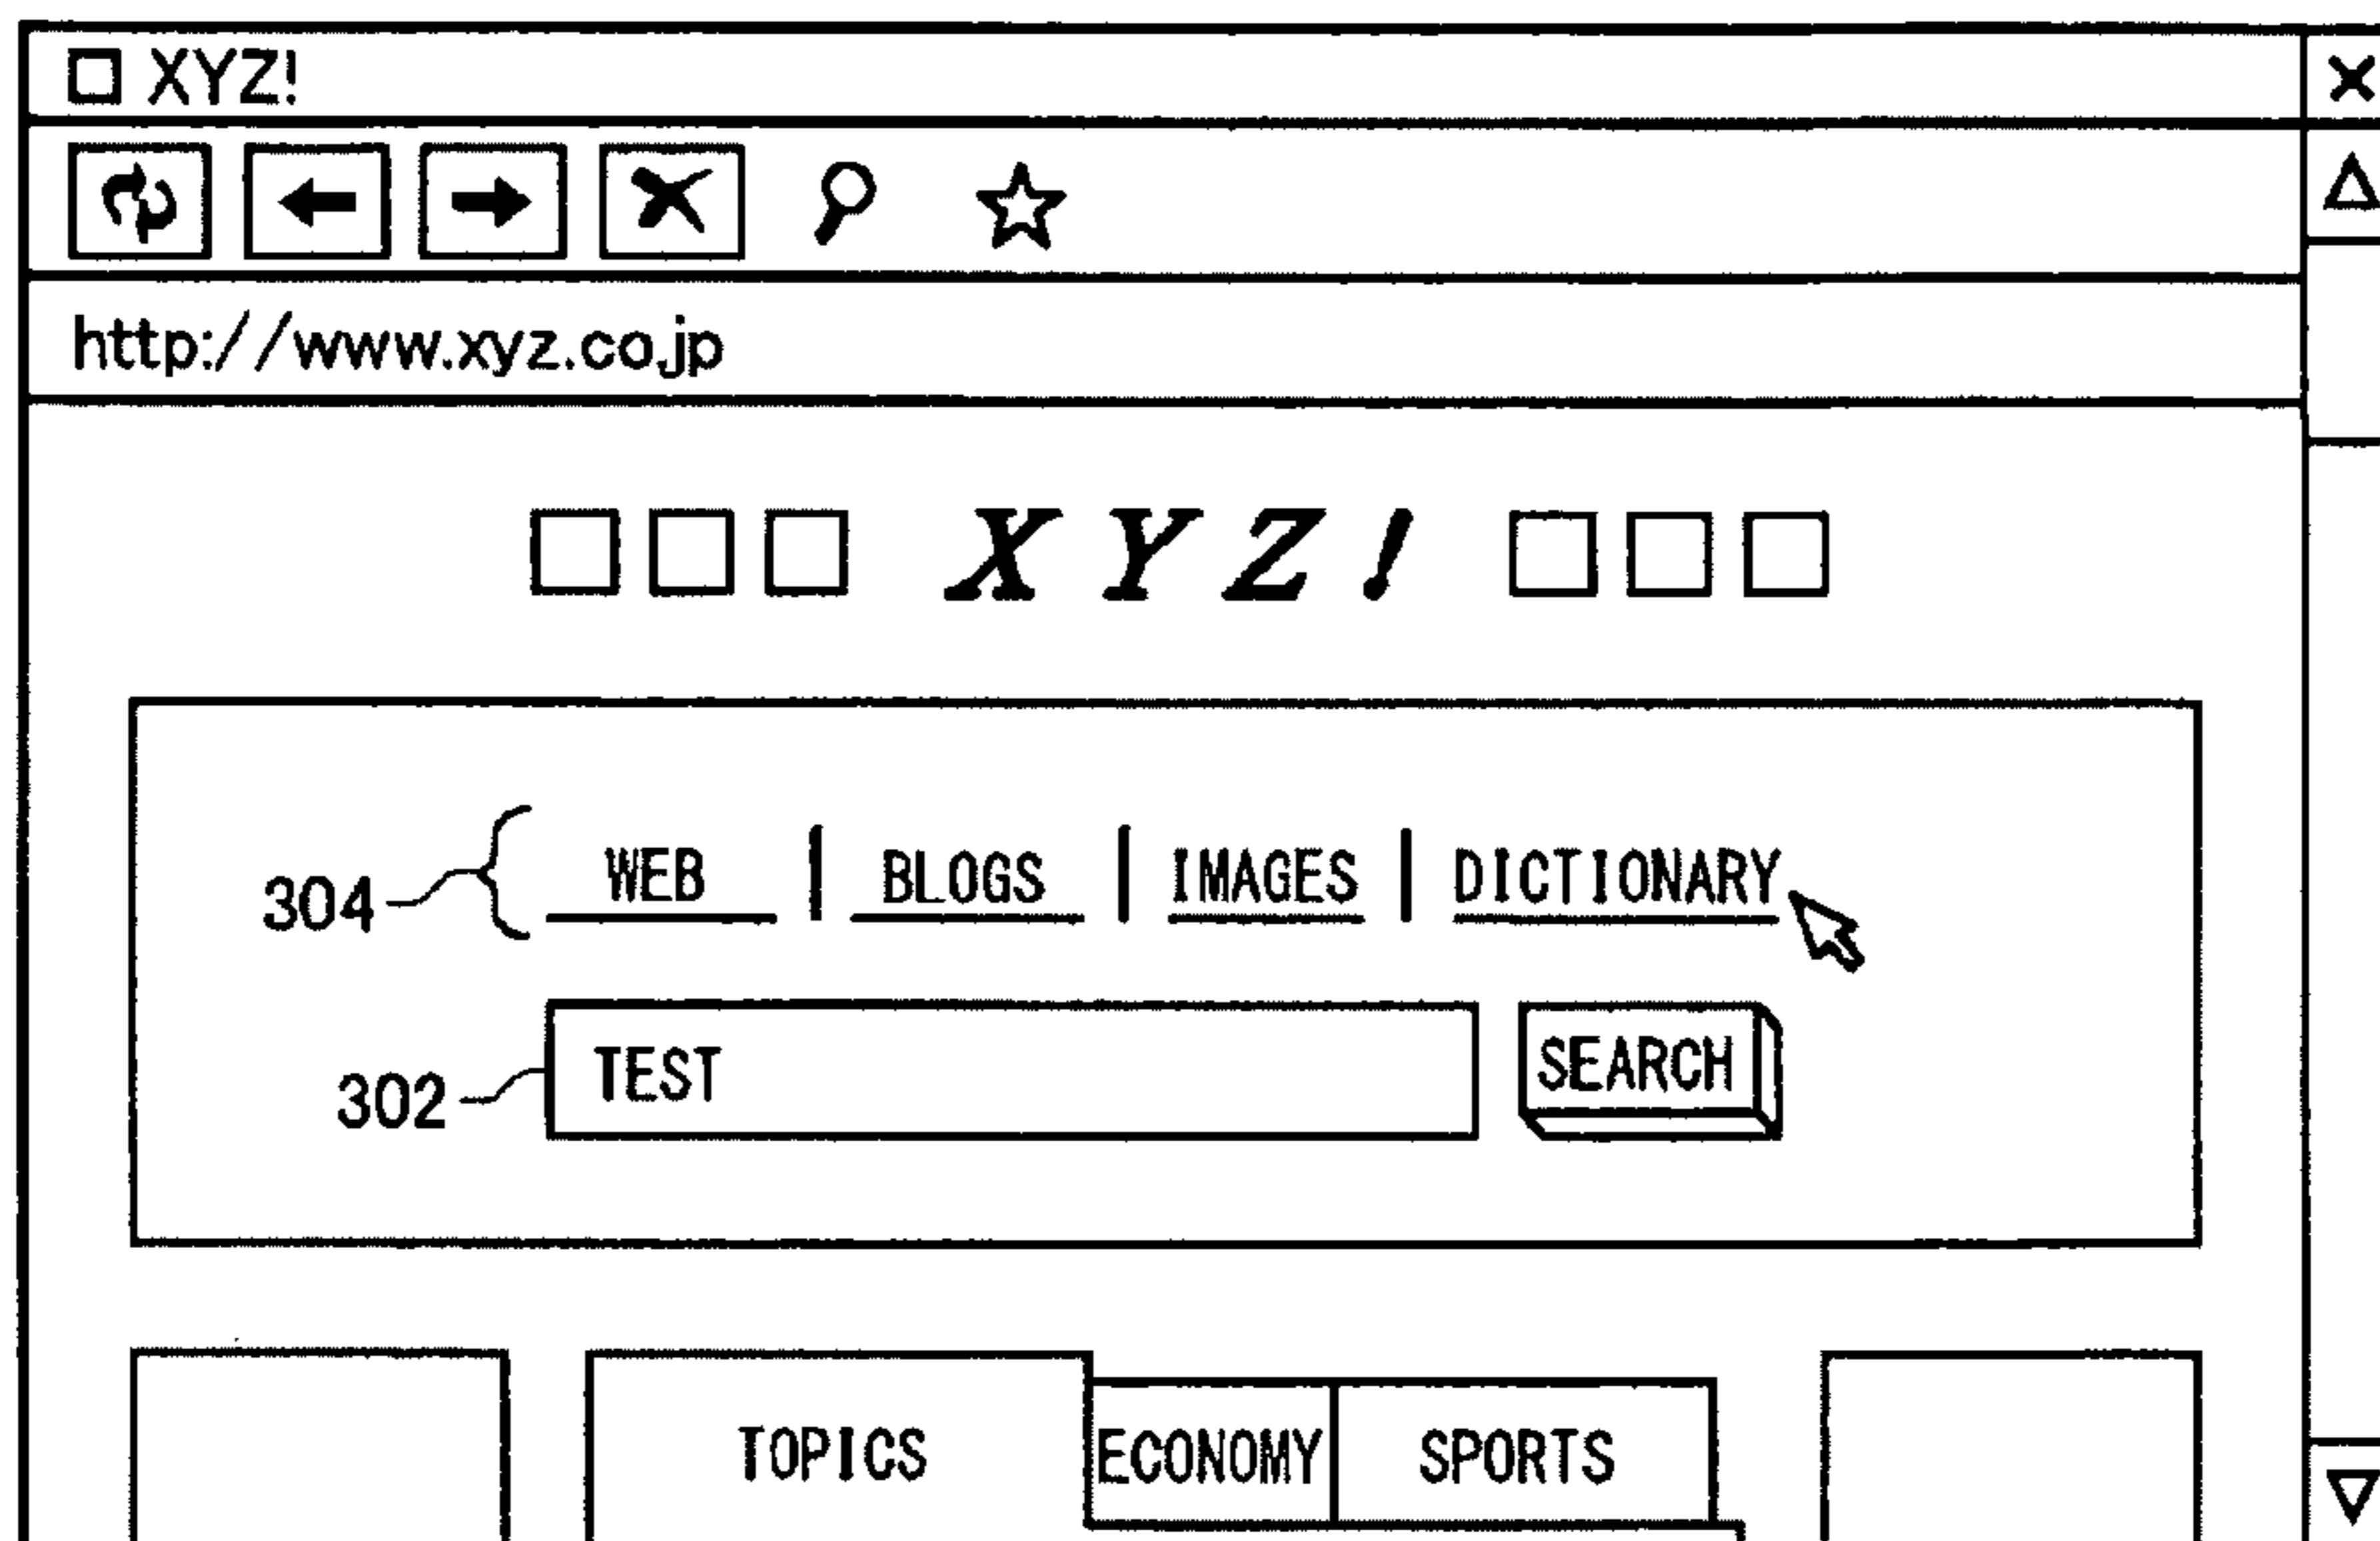 XYZ!
http://www.xyz.co.jp
XYZ!
304 WEB | BLOGS | IMAGES | DICTIONARY
302 TEST SEARCH
TOPICS ECONOMY SPORTS